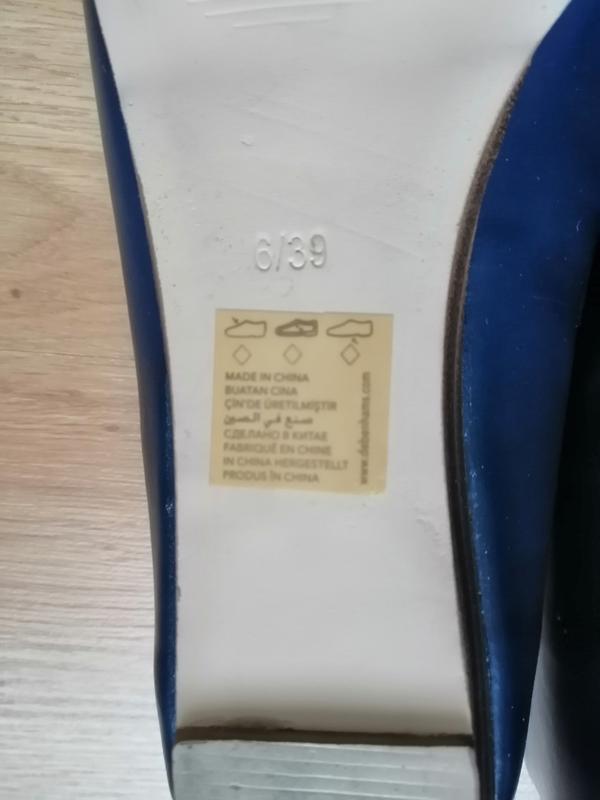 6/39
MADE IN CHINA
BUATAN CINA
ÇİN'DE ÜRETİLMİŞTİR
صنع في الصين
СДЕЛАНО В КИТАЕ
FABRIQUÉ EN CHINE
IN CHINA HERGESTELLT
PRODUS ÎN CHINA
www.debenhams.com